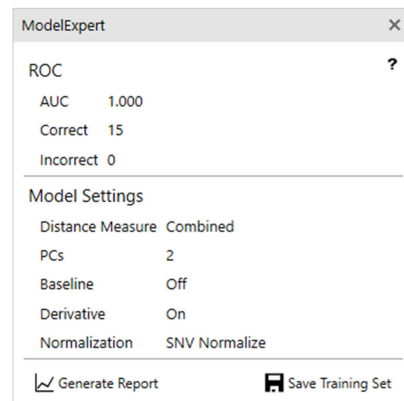 ModelExpert ×
ROC ?
AUC 1.000
Correct 15
Incorrect 0
Model Settings
Distance Measure Combined
PCs 2
Baseline Off
Derivative On
Normalization SNV Normalize
Generate Report Save Training Set